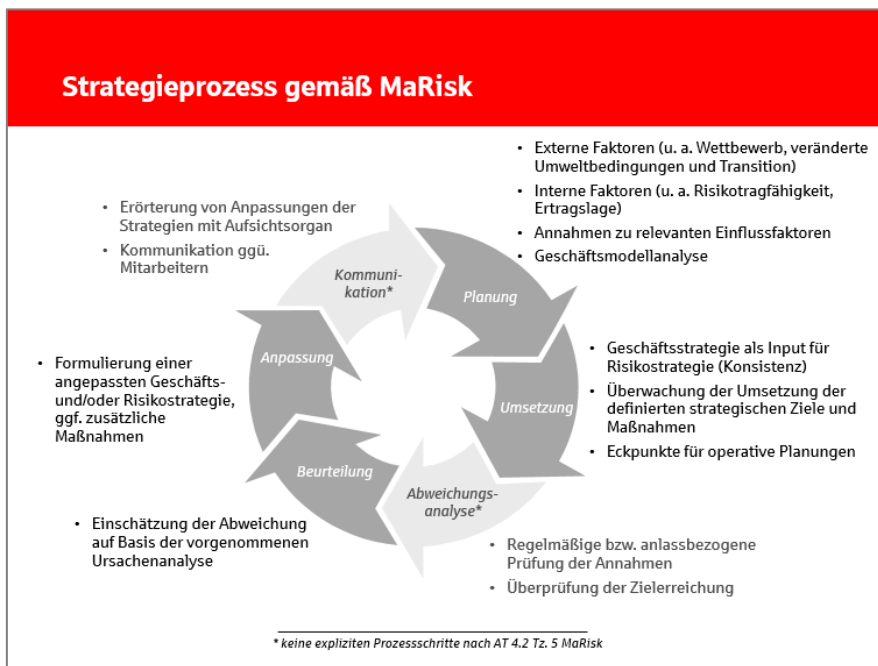 Strategieprozess gemäß MaRisk
• Externe Faktoren (u. a. Wettbewerb, veränderte
Umweltbedingungen und Transition)
• Interne Faktoren (u. a. Risikotragfähigkeit,
Ertragslage)
• Annahmen zu relevanten Einflussfaktoren
• Geschäftsmodellanalyse
• Erörterung von Anpassungen der
Strategien mit Aufsichtsorgan
• Kommunikation ggü.
Mitarbeitern
Kommuni-
kation*
Planung
• Geschäftsstrategie als Input für
Risikostrategie (Konsistenz)
• Überwachung der Umsetzung der
definierten strategischen Ziele und
Maßnahmen
• Eckpunkte für operative Planungen
Umsetzung
Anpassung
• Formulierung einer
angepassten Geschäfts-
und/oder Risikostrategie,
ggf. zusätzliche
Maßnahmen
Beurteilung
Abweichungs-
analyse*
• Einschätzung der Abweichung
auf Basis der vorgenommenen
Ursachenanalyse
• Regelmäßige bzw. anlassbezogene
Prüfung der Annahmen
• Überprüfung der Zielerreichung
* keine expliziten Prozessschritte nach AT 4.2 Tz. 5 MaRisk